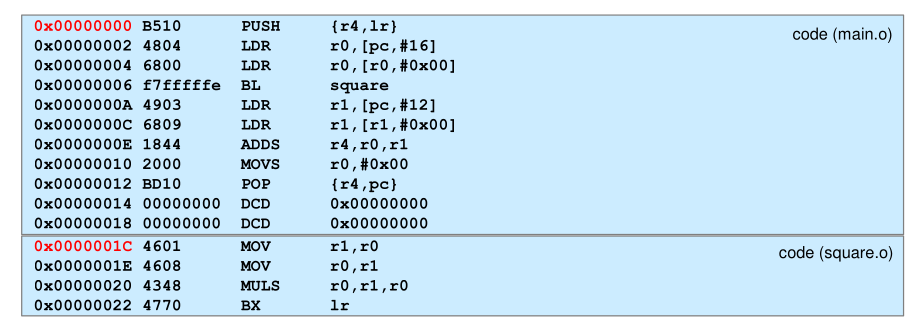 0x00000000 B510 PUSH {r4,lr}
code (main.o)
0x00000002 4804 LDR r0,[pc,#16]
0x00000004 6800 LDR r0,[r0,#0x00]
0x00000006 f7fffffe BL square
0x0000000A 4903 LDR r1,[pc,#12]
0x0000000C 6809 LDR r1,[r1,#0x00]
0x0000000E 1844 ADDS r4,r0,r1
0x00000010 2000 MOVS r0,#0x00
0x00000012 BD10 POP {r4,pc}
0x00000014 00000000 DCD 0x00000000
0x00000018 00000000 DCD 0x00000000
0x0000001C 4601 MOV r1,r0
code (square.o)
0x0000001E 4608 MOV r0,r1
0x00000020 4348 MULS r0,r1,r0
0x00000022 4770 BX lr